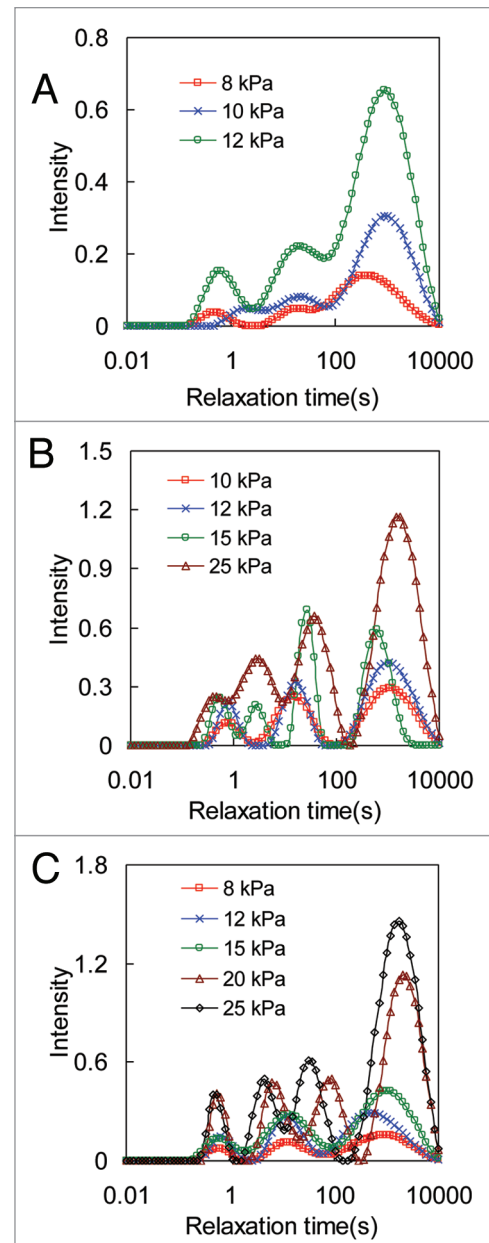 A
0.8
0.6
0.4
0.2
0
Intensity
8 kPa
10 kPa
12 kPa
0.01
1
100
10000
Relaxation time(s)
B
1.5
1.2
0.9
0.6
0.3
0
Intensity
10 kPa
12 kPa
15 kPa
25 kPa
0.01
1
100
10000
Relaxation time(s)
C
1.8
1.2
0.6
0
Intensity
8 kPa
12 kPa
15 kPa
20 kPa
25 kPa
0.01
1
100
10000
Relaxation time(s)